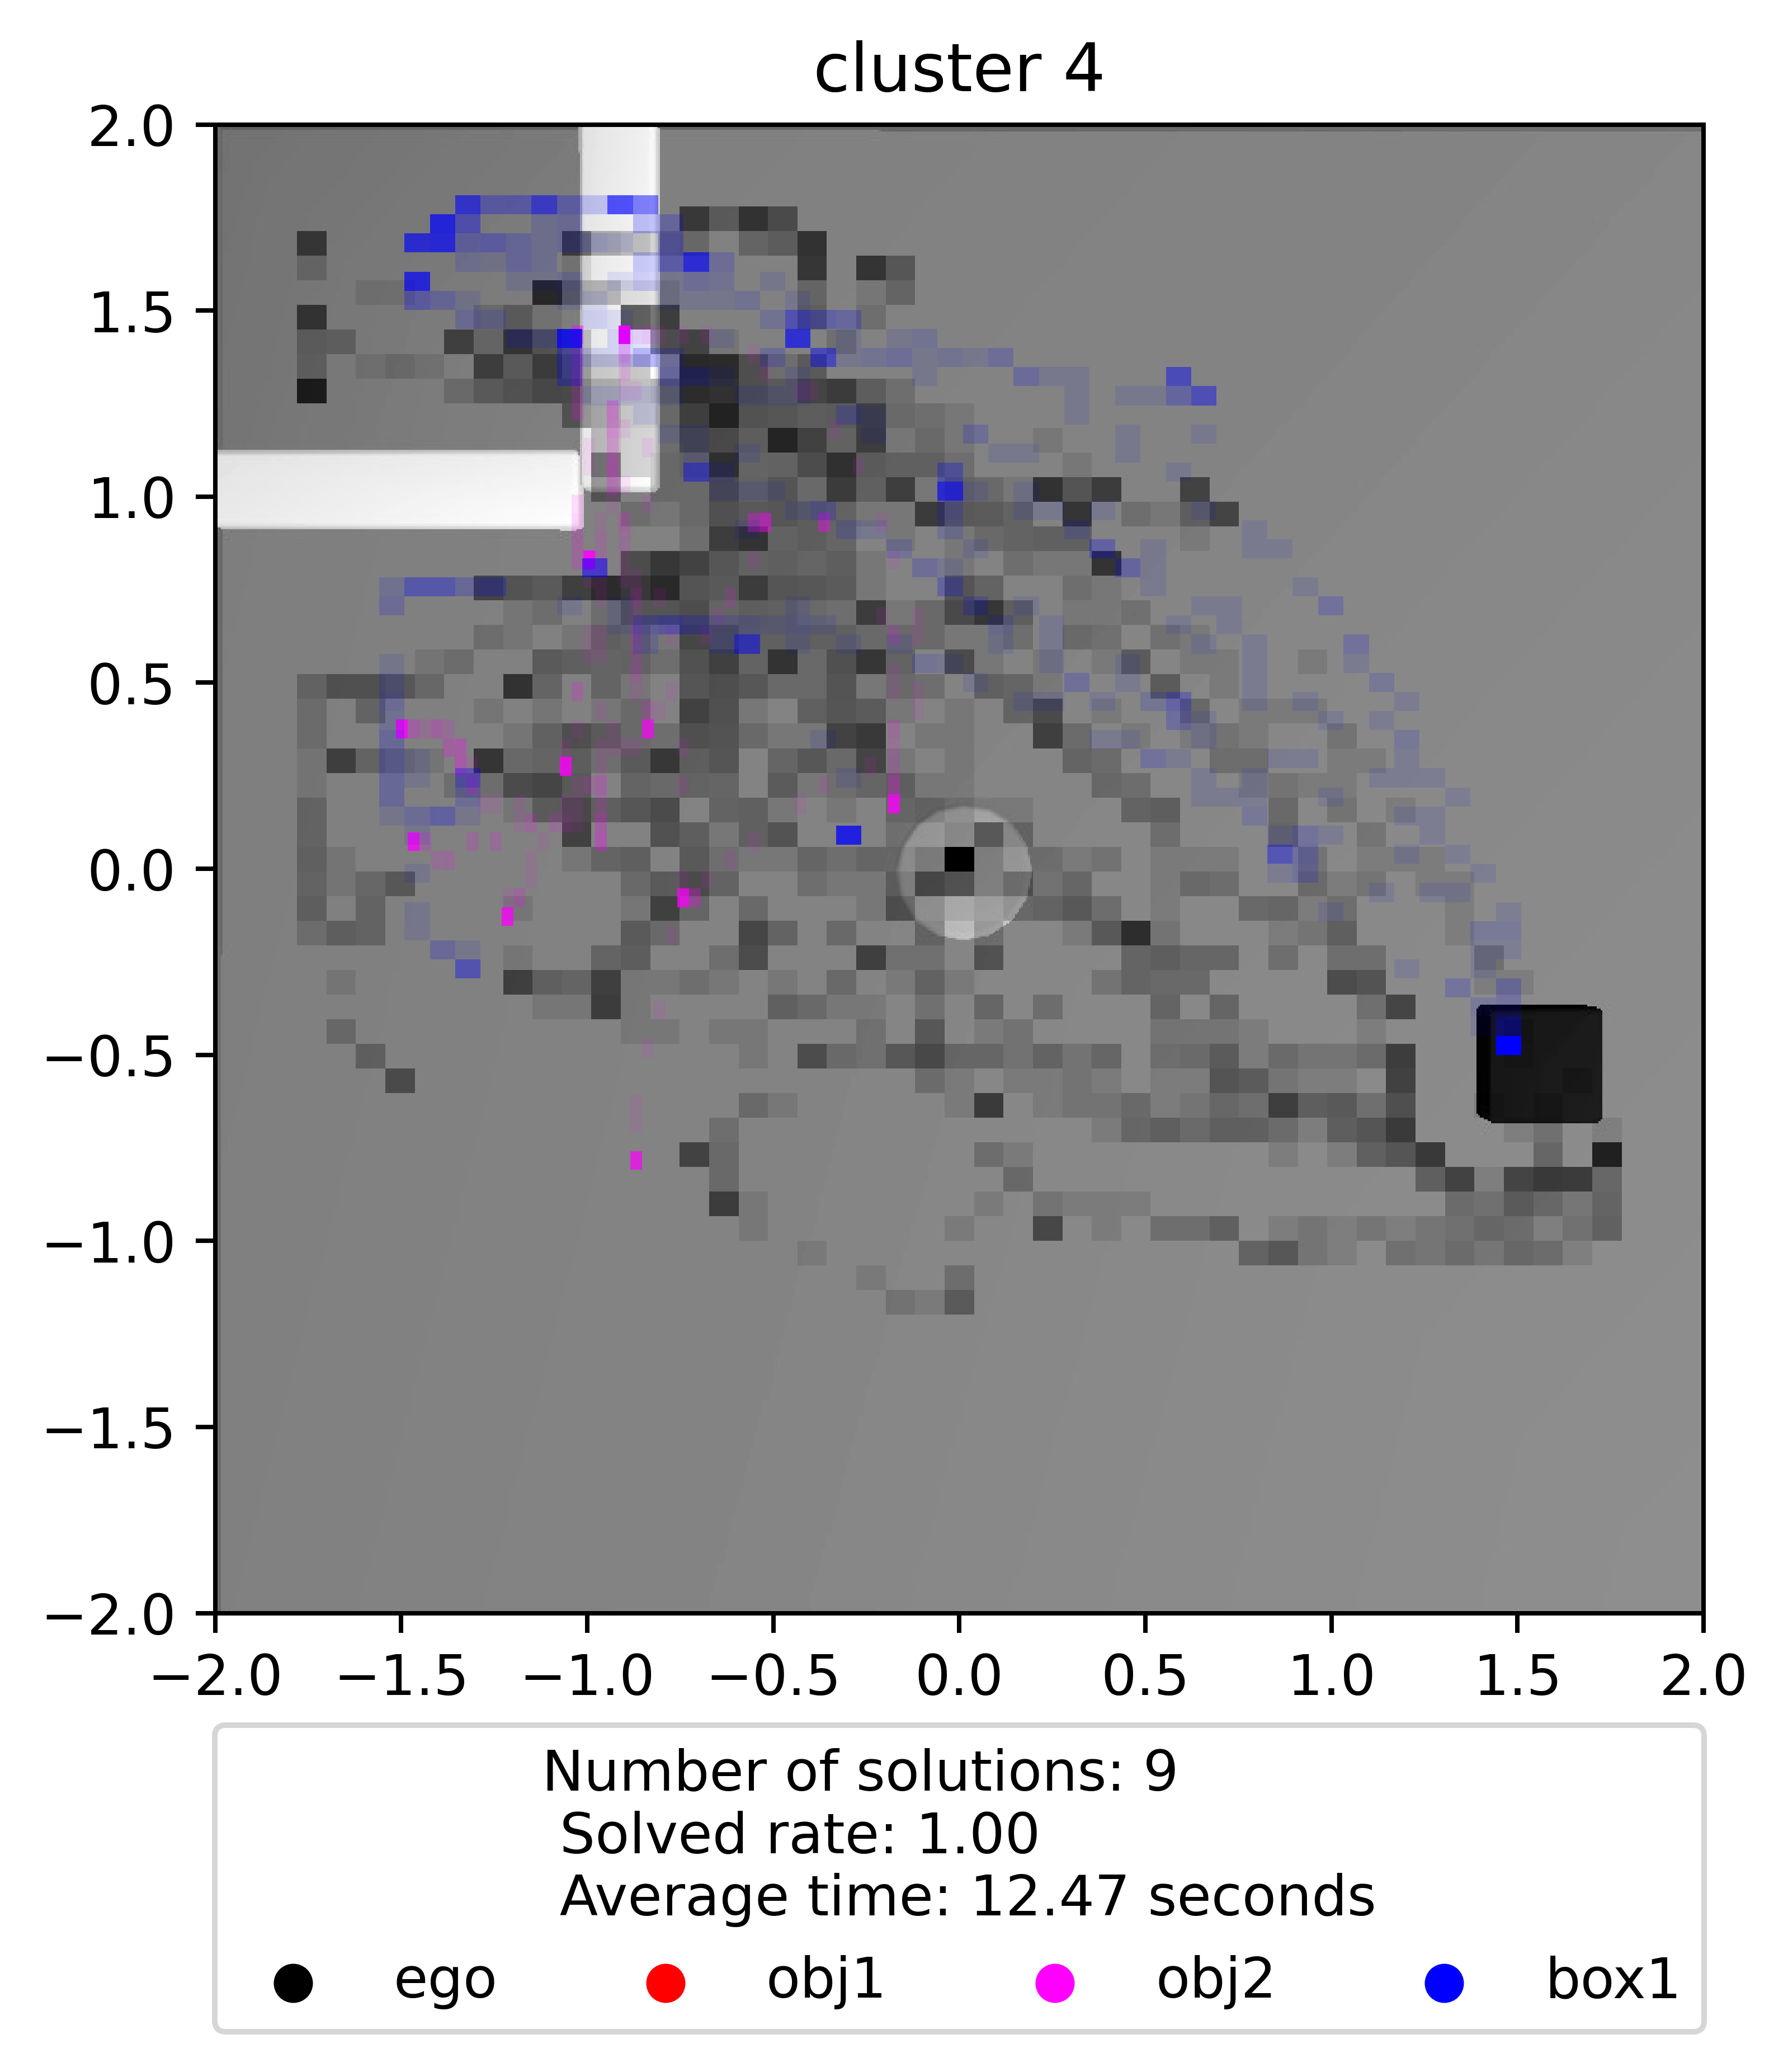 cluster 4
2.0
1.5
1.0
0.5
0.0
−0.5
−1.0
−1.5
−2.0
−2.0 −1.5 −1.0 −0.5 0.0 0.5 1.0 1.5 2.0
Number of solutions: 9
Solved rate: 1.00
Average time: 12.47 seconds
ego obj1 obj2 box1